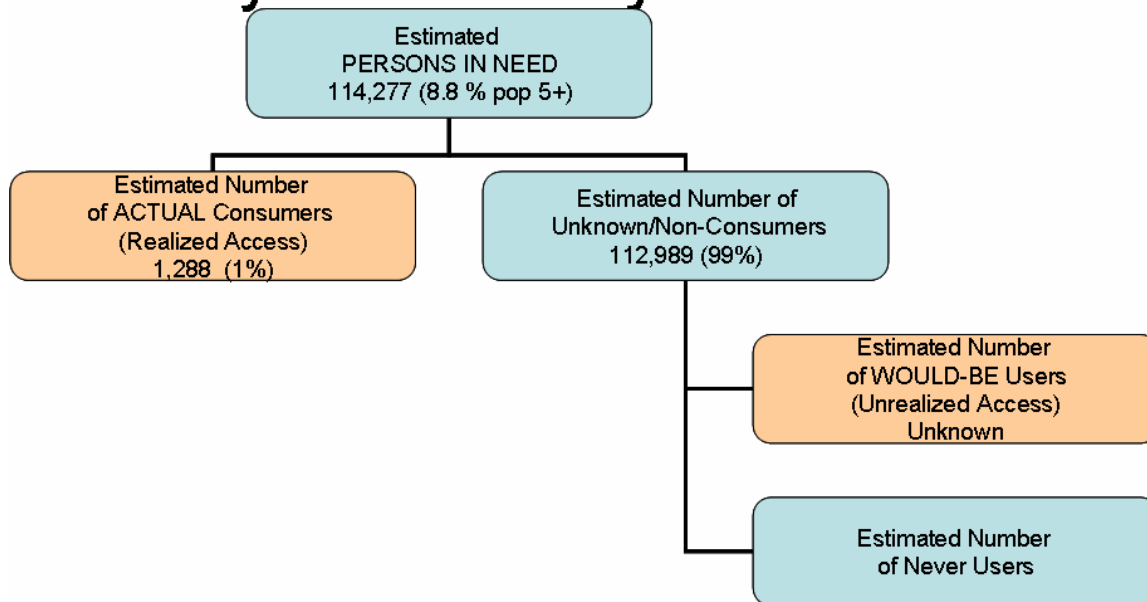 Estimated
PERSONS IN NEED
114,277 (8.8 % pop 5+)
Estimated Number
of ACTUAL Consumers
(Realized Access)
1,288 (1%)
Estimated Number of
Unknown/Non-Consumers
112,989 (99%)
Estimated Number
of WOULD-BE Users
(Unrealized Access)
Unknown
Estimated Number
of Never Users